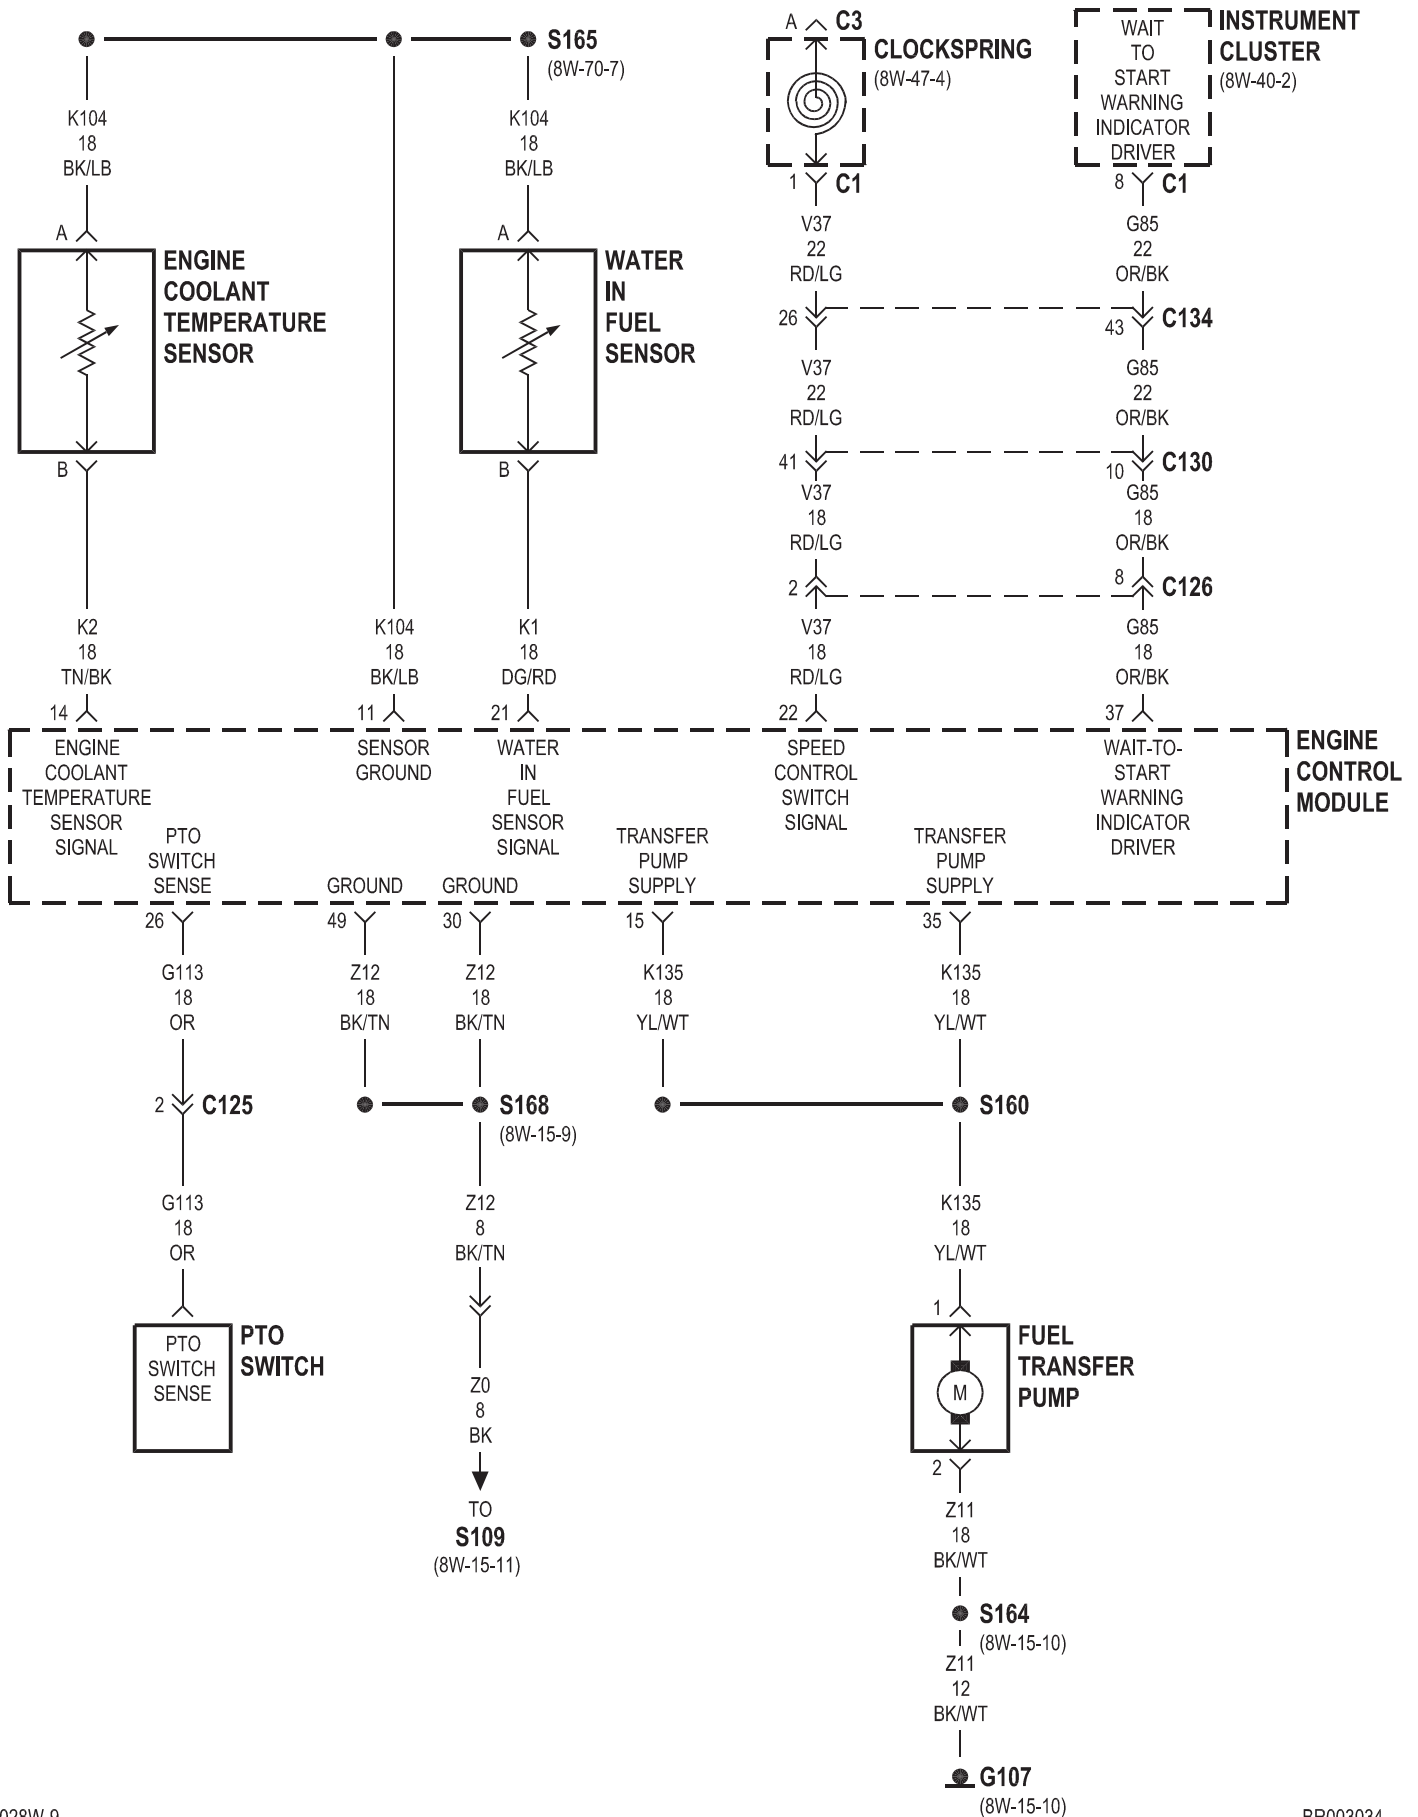 S165
(8W-70-7)
K104
18
BK/LB
K104
18
BK/LB
A
ENGINE
COOLANT
TEMPERATURE
SENSOR
B
A
WATER
IN
FUEL
SENSOR
B
K2
18
TN/BK
14
K104
18
BK/LB
11
K1
18
DG/RD
21
A
C3
CLOCKSPRING
(8W-47-4)
1
C1
V37
22
RD/LG
26
V37
22
RD/LG
41
V37
18
RD/LG
2
V37
18
RD/LG
22
WAIT
TO
START
WARNING
INDICATOR
DRIVER
INSTRUMENT
CLUSTER
(8W-40-2)
8
C1
G85
22
OR/BK
43
C134
G85
22
OR/BK
10
C130
G85
18
OR/BK
8
C126
G85
18
OR/BK
37
ENGINE
COOLANT
TEMPERATURE
SENSOR
SIGNAL
SENSOR
GROUND
WATER
IN
FUEL
SENSOR
SIGNAL
SPEED
CONTROL
SWITCH
SIGNAL
WAIT-TO-
START
WARNING
INDICATOR
DRIVER
ENGINE
CONTROL
MODULE
PTO
SWITCH
SENSE
GROUND
GROUND
TRANSFER
PUMP
SUPPLY
TRANSFER
PUMP
SUPPLY
26
G113
18
OR
2
C125
G113
18
OR
PTO
SWITCH
SENSE
PTO
SWITCH
49
Z12
18
BK/TN
30
Z12
18
BK/TN
S168
(8W-15-9)
Z12
8
BK/TN
Z0
8
BK
TO
S109
(8W-15-11)
15
K135
18
YL/WT
35
K135
18
YL/WT
S160
K135
18
YL/WT
1
M
FUEL
TRANSFER
PUMP
2
Z11
18
BK/WT
S164
(8W-15-10)
Z11
12
BK/WT
G107
(8W-15-10)